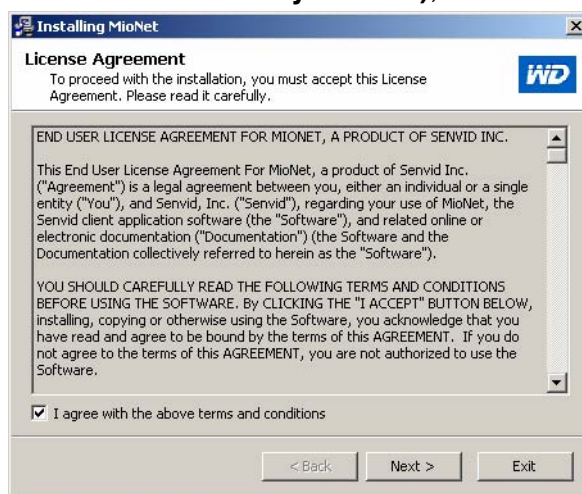 Installing MioNet
License Agreement
To proceed with the installation, you must accept this License
Agreement. Please read it carefully.
WD
END USER LICENSE AGREEMENT FOR MIONET, A PRODUCT OF SENVID INC.
This End User License Agreement For MioNet, a product of Senvid Inc.
("Agreement") is a legal agreement between you, either an individual or a single
entity ("You"), and Senvid, Inc. ("Senvid"), regarding your use of MioNet, the
Senvid client application software (the "Software"), and related online or
electronic documentation ("Documentation") (the Software and the
Documentation collectively referred to herein as the "Software").
YOU SHOULD CAREFULLY READ THE FOLLOWING TERMS AND CONDITIONS
BEFORE USING THE SOFTWARE. By CLICKING THE "I ACCEPT" BUTTON BELOW,
installing, copying or otherwise using the Software, you acknowledge that you
have read and agree to be bound by the terms of this AGREEMENT. If you do
not agree to the terms of this AGREEMENT, you are not authorized to use the
Software.
I agree with the above terms and conditions
< Back Next > Exit